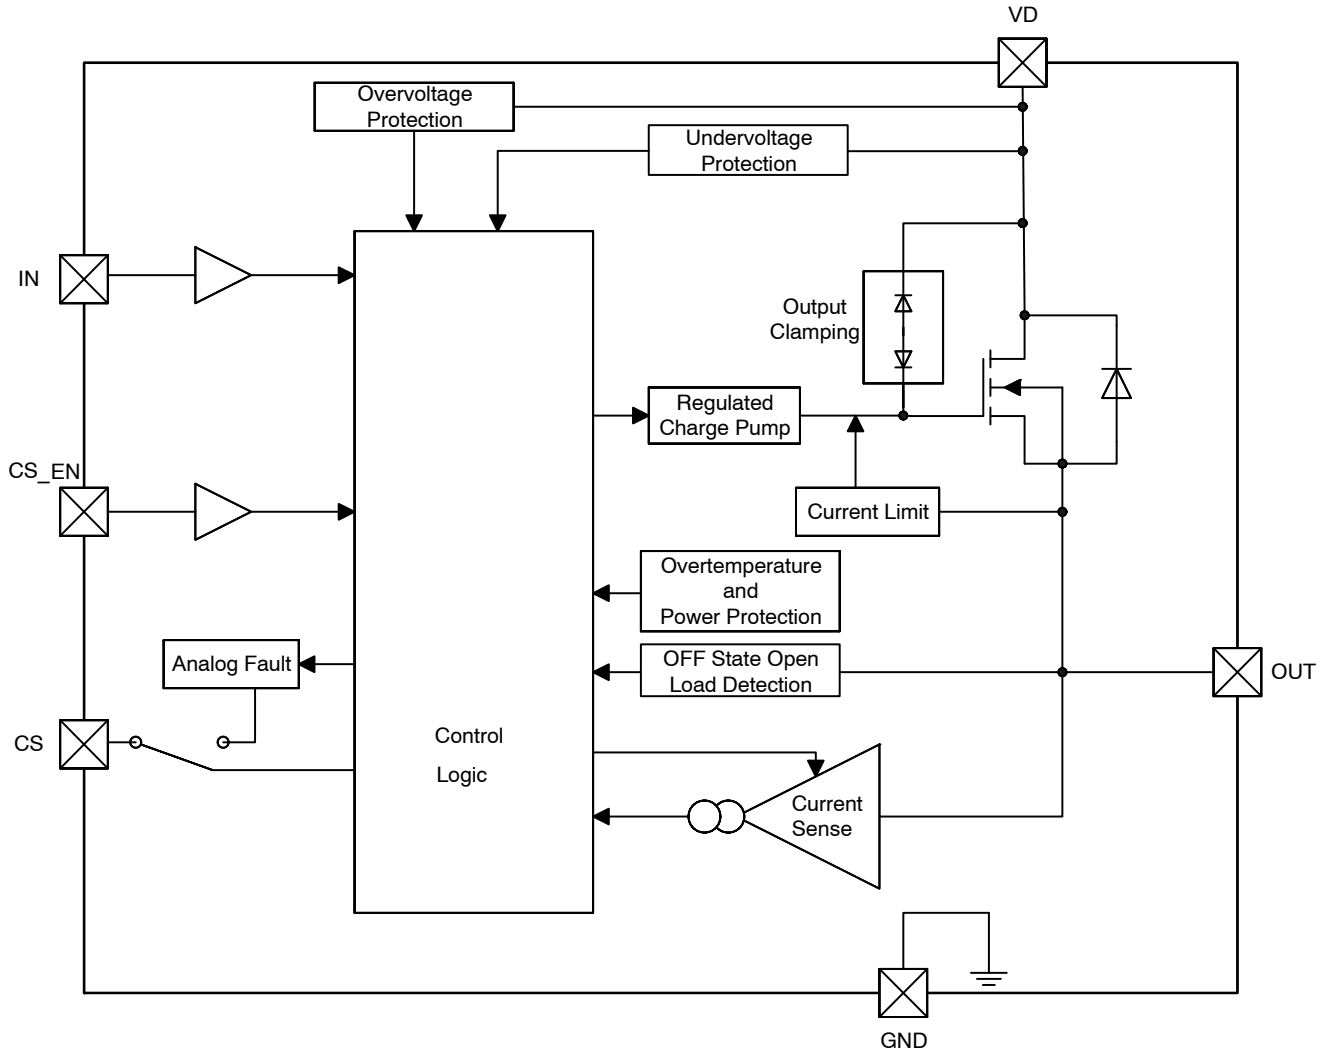 VD
Overvoltage
Protection
Undervoltage
Protection
IN
Output
Clamping
Regulated
Charge Pump
CS_EN
Current Limit
Overtemperature
and
Power Protection
Analog Fault
OFF State Open
Load Detection
OUT
CS
Control
Logic
Current
Sense
GND